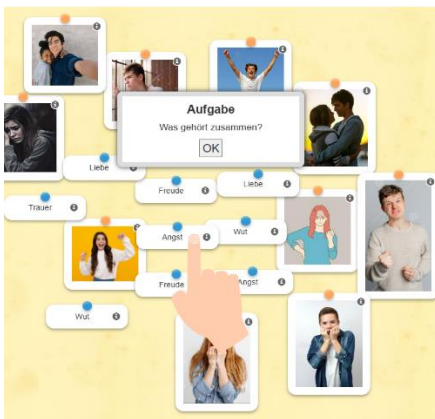 Aufgabe
Was gehört zusammen?
OK
Liebe
Freude
Liebe
Trauer
Angst
Wut
Freude
Angst
Wut